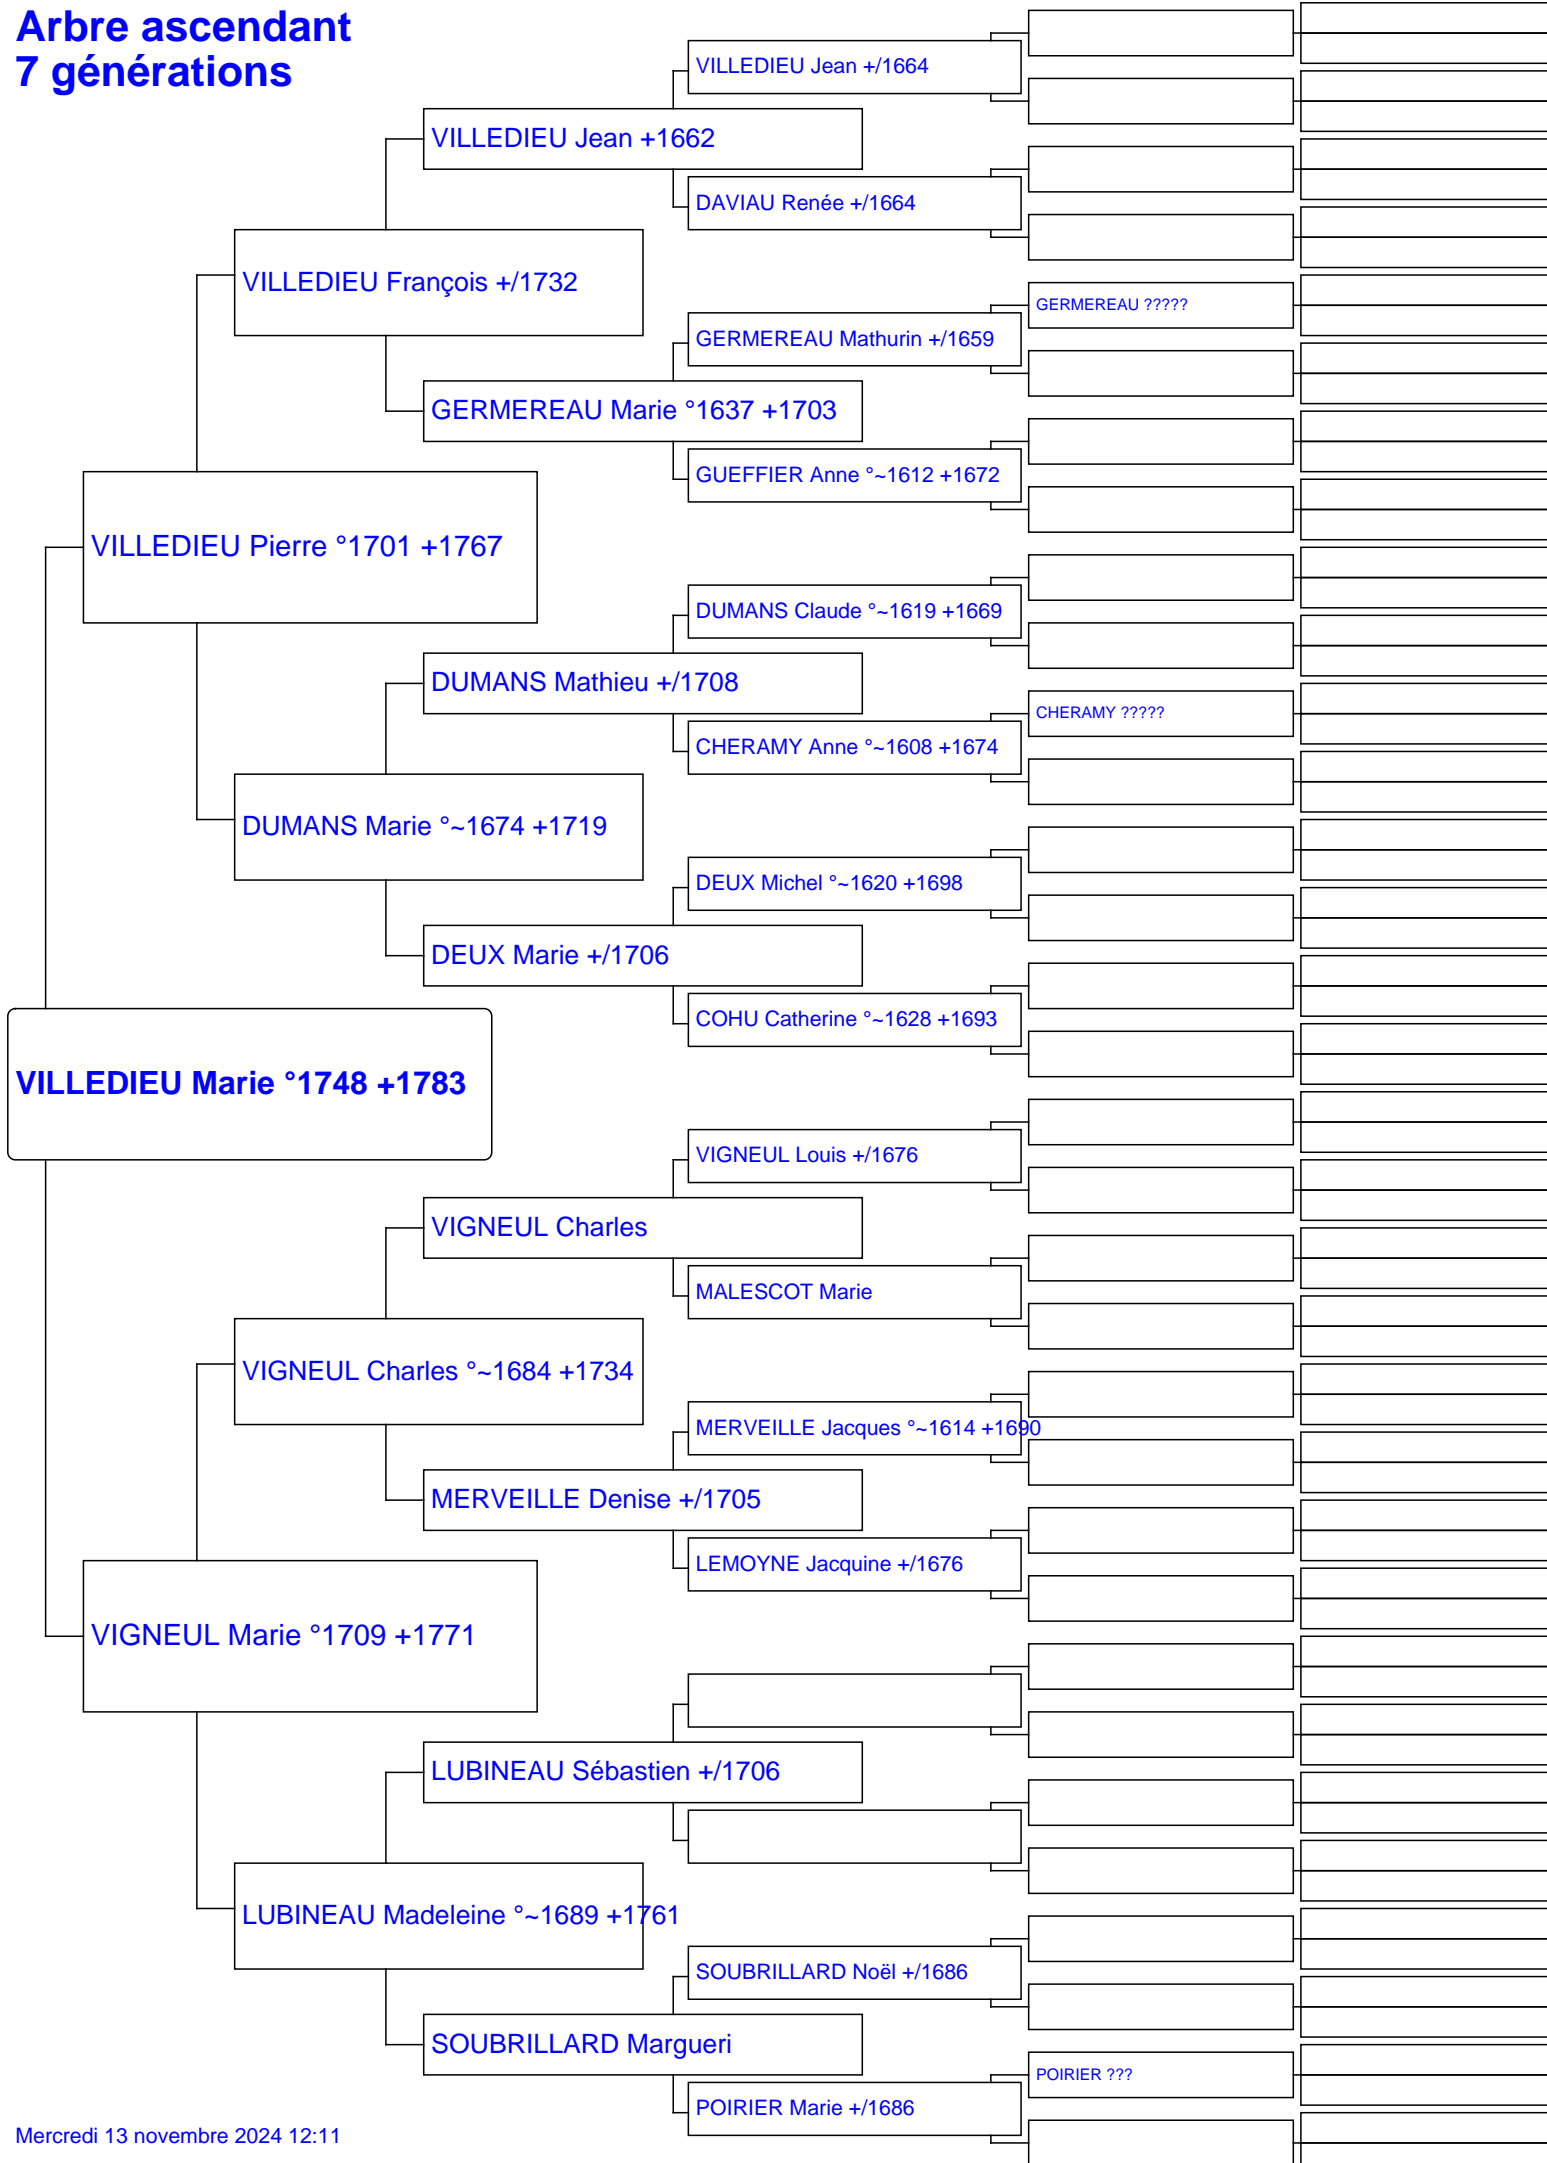 Arbre ascendant
7 générations
VILLEDIEU Jean +/1664
VILLEDIEU Jean +1662
DAVIAU Renée +/1664
VILLEDIEU François +/1732
GERMEREAU ?????
GERMEREAU Mathurin +/1659
GERMEREAU Marie °1637 +1703
GUEFFIER Anne °~1612 +1672
VILLEDIEU Pierre °1701 +1767
DUMANS Claude °~1619 +1669
DUMANS Mathieu +/1708
CHERAMY ?????
CHERAMY Anne °~1608 +1674
DUMANS Marie °~1674 +1719
DEUX Michel °~1620 +1698
DEUX Marie +/1706
COHU Catherine °~1628 +1693
VILLEDIEU Marie °1748 +1783
VIGNEUL Louis +/1676
VIGNEUL Charles
MALESCOT Marie
VIGNEUL Charles °~1684 +1734
MERVEILLE Jacques °~1614 +1690
MERVEILLE Denise +/1705
LEMOYNE Jacquine +/1676
VIGNEUL Marie °1709 +1771
LUBINEAU Sébastien +/1706
LUBINEAU Madeleine °~1689 +1761
SOUBRILLARD Noël +/1686
SOUBRILLARD Margueri
POIRIER ???
POIRIER Marie +/1686
Mercredi 13 novembre 2024 12:11